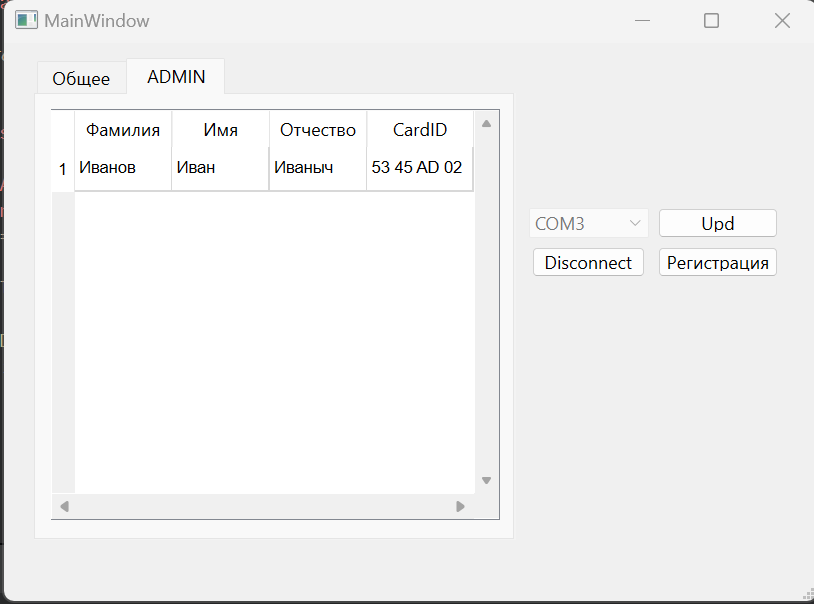 MainWindow
Общее ADMIN
Фамилия Имя Отчество CardID
1 Иванов Иван Иваныч 53 45 AD 02
COM3 Upd
Disconnect Регистрация